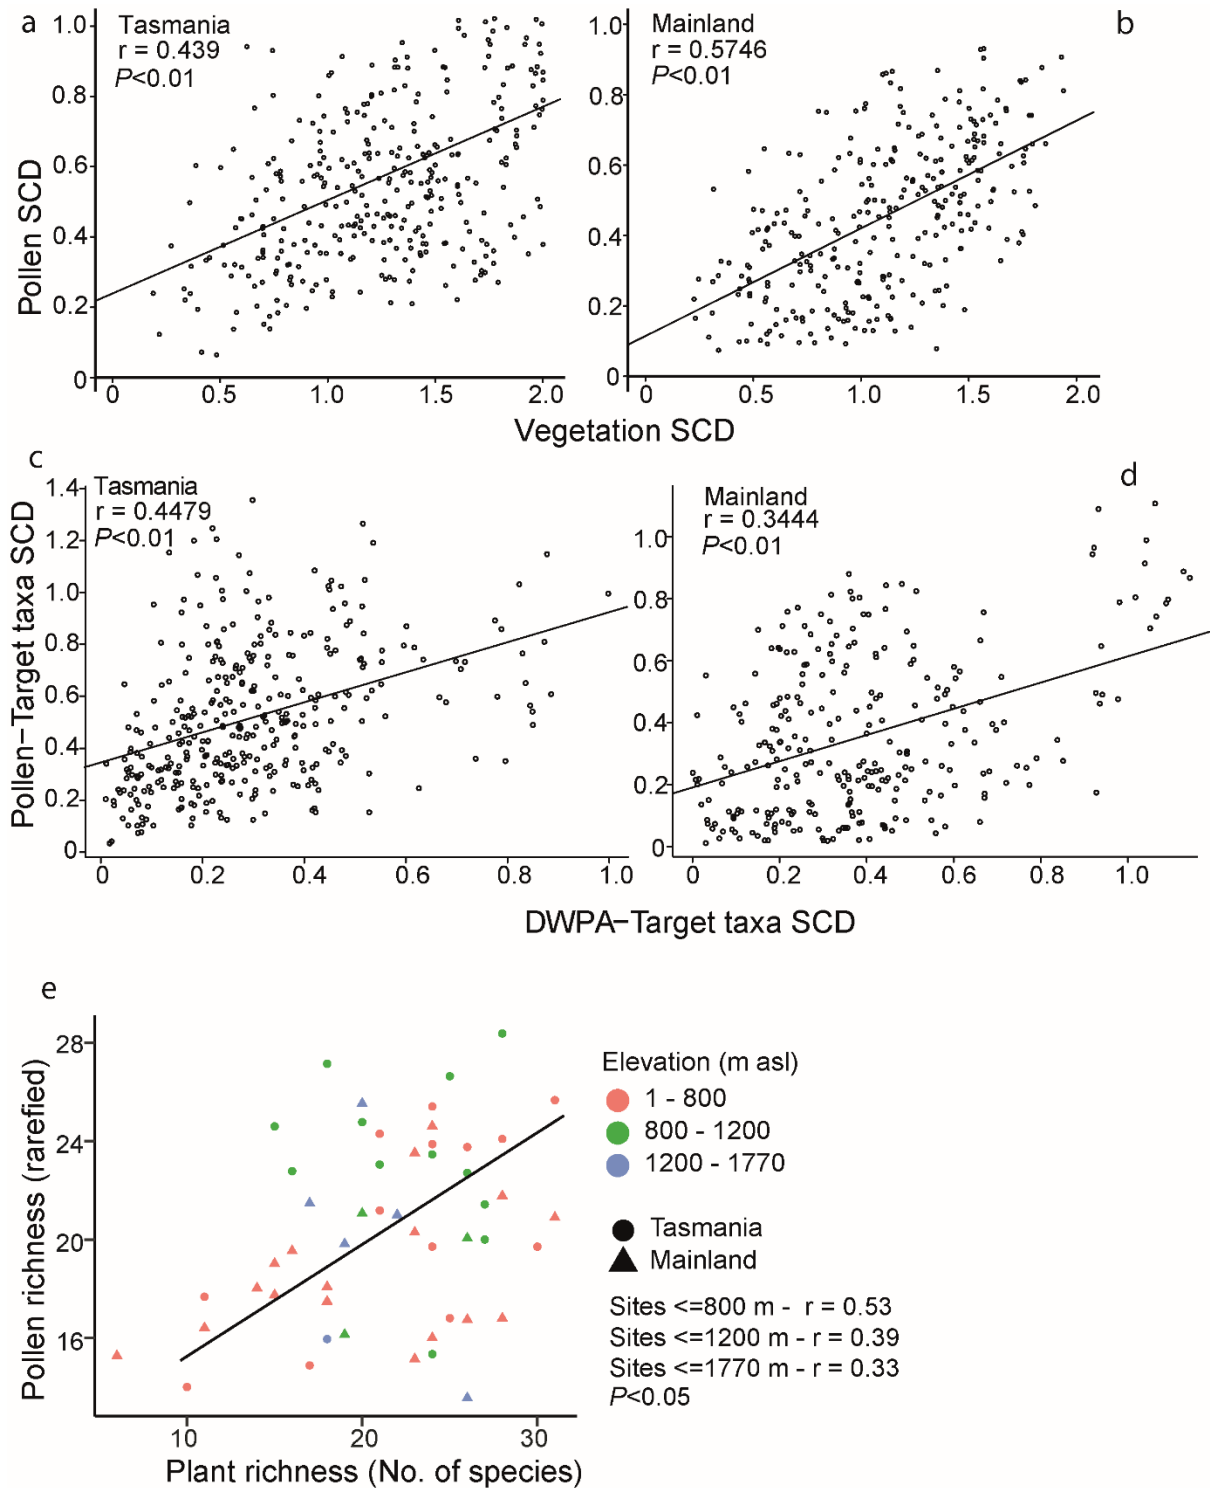 a
Tasmania
r = 0.439
P<0.01
1.0
0.8
0.6
0.4
0.2
0
Pollen SCD
0 0.5 1.0 1.5 2.0
b
Mainland
r = 0.5746
P<0.01
1.0
0.8
0.6
0.4
0.2
0
0 0.5 1.0 1.5 2.0
Vegetation SCD
c
Tasmania
r = 0.4479
P<0.01
1.4
1.2
1.0
0.8
0.6
0.4
0.2
0
Pollen−Target taxa SCD
0 0.2 0.4 0.6 0.8 1.0
d
Mainland
r = 0.3444
P<0.01
1.0
0.8
0.6
0.4
0.2
0
0 0.2 0.4 0.6 0.8 1.0
DWPA−Target taxa SCD
e
28
24
20
16
Pollen richness (rarefied)
10 20 30
Plant richness (No. of species)
Elevation (m asl)
1 - 800
800 - 1200
1200 - 1770
Tasmania
Mainland
Sites <=800 m - r = 0.53
Sites <=1200 m - r = 0.39
Sites <=1770 m - r = 0.33
P<0.05